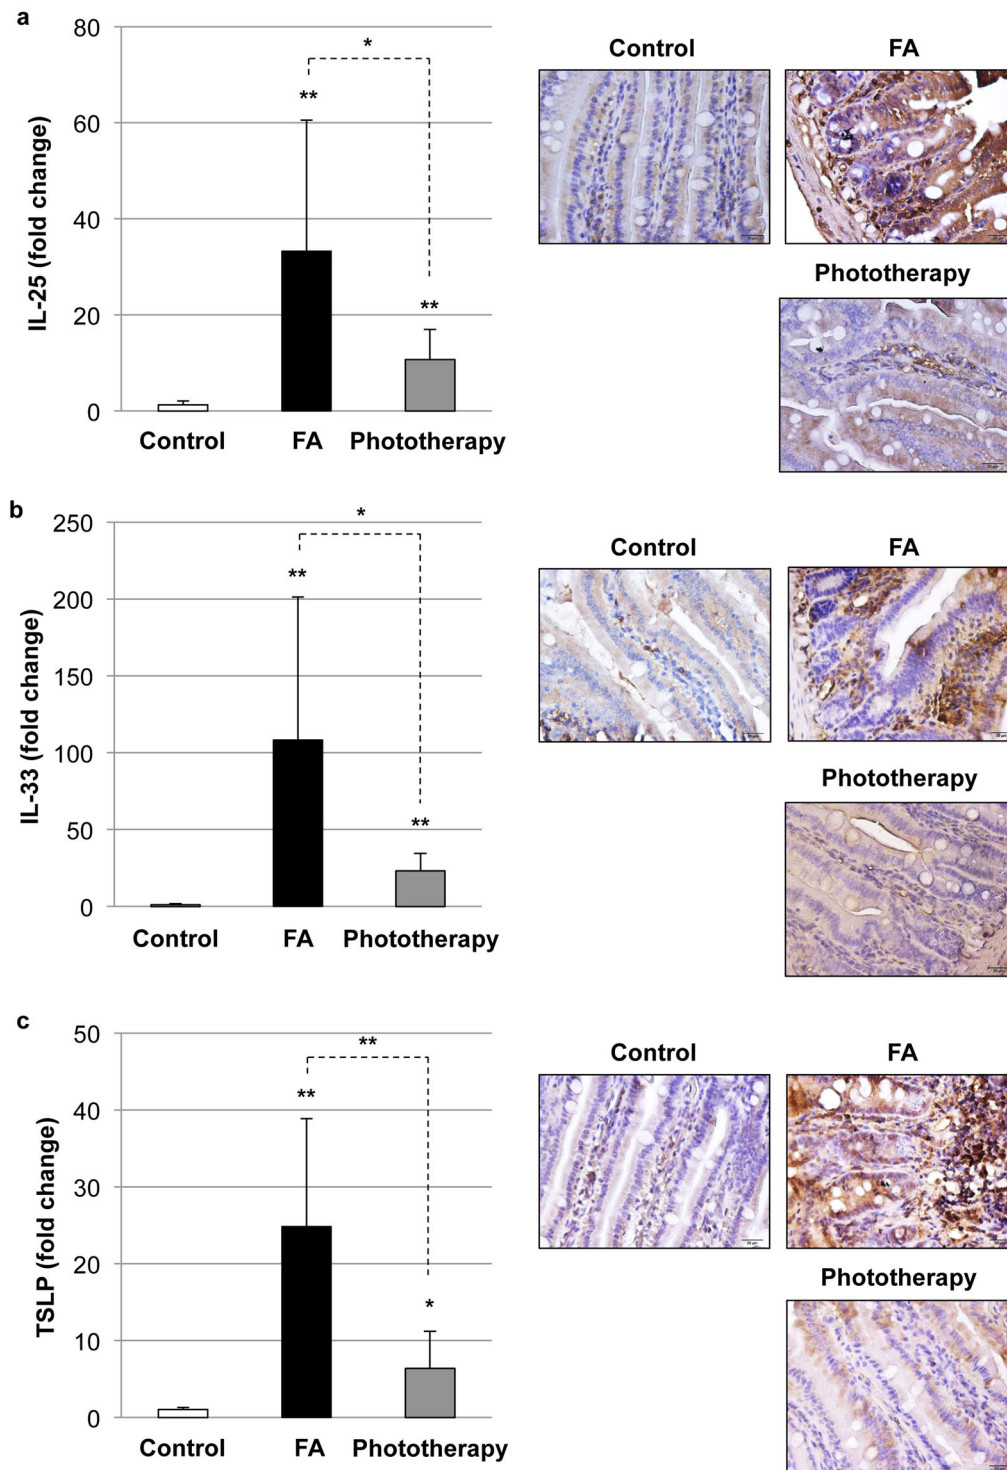 a
IL-25 (fold change)
80
60
40
20
0
*
**
**
Control
FA
Phototherapy
Control
FA
Phototherapy
b
IL-33 (fold change)
250
200
150
100
50
0
*
**
**
Control
FA
Phototherapy
Control
FA
Phototherapy
c
TSLP (fold change)
50
40
30
20
10
0
**
**
*
Control
FA
Phototherapy
Control
FA
Phototherapy